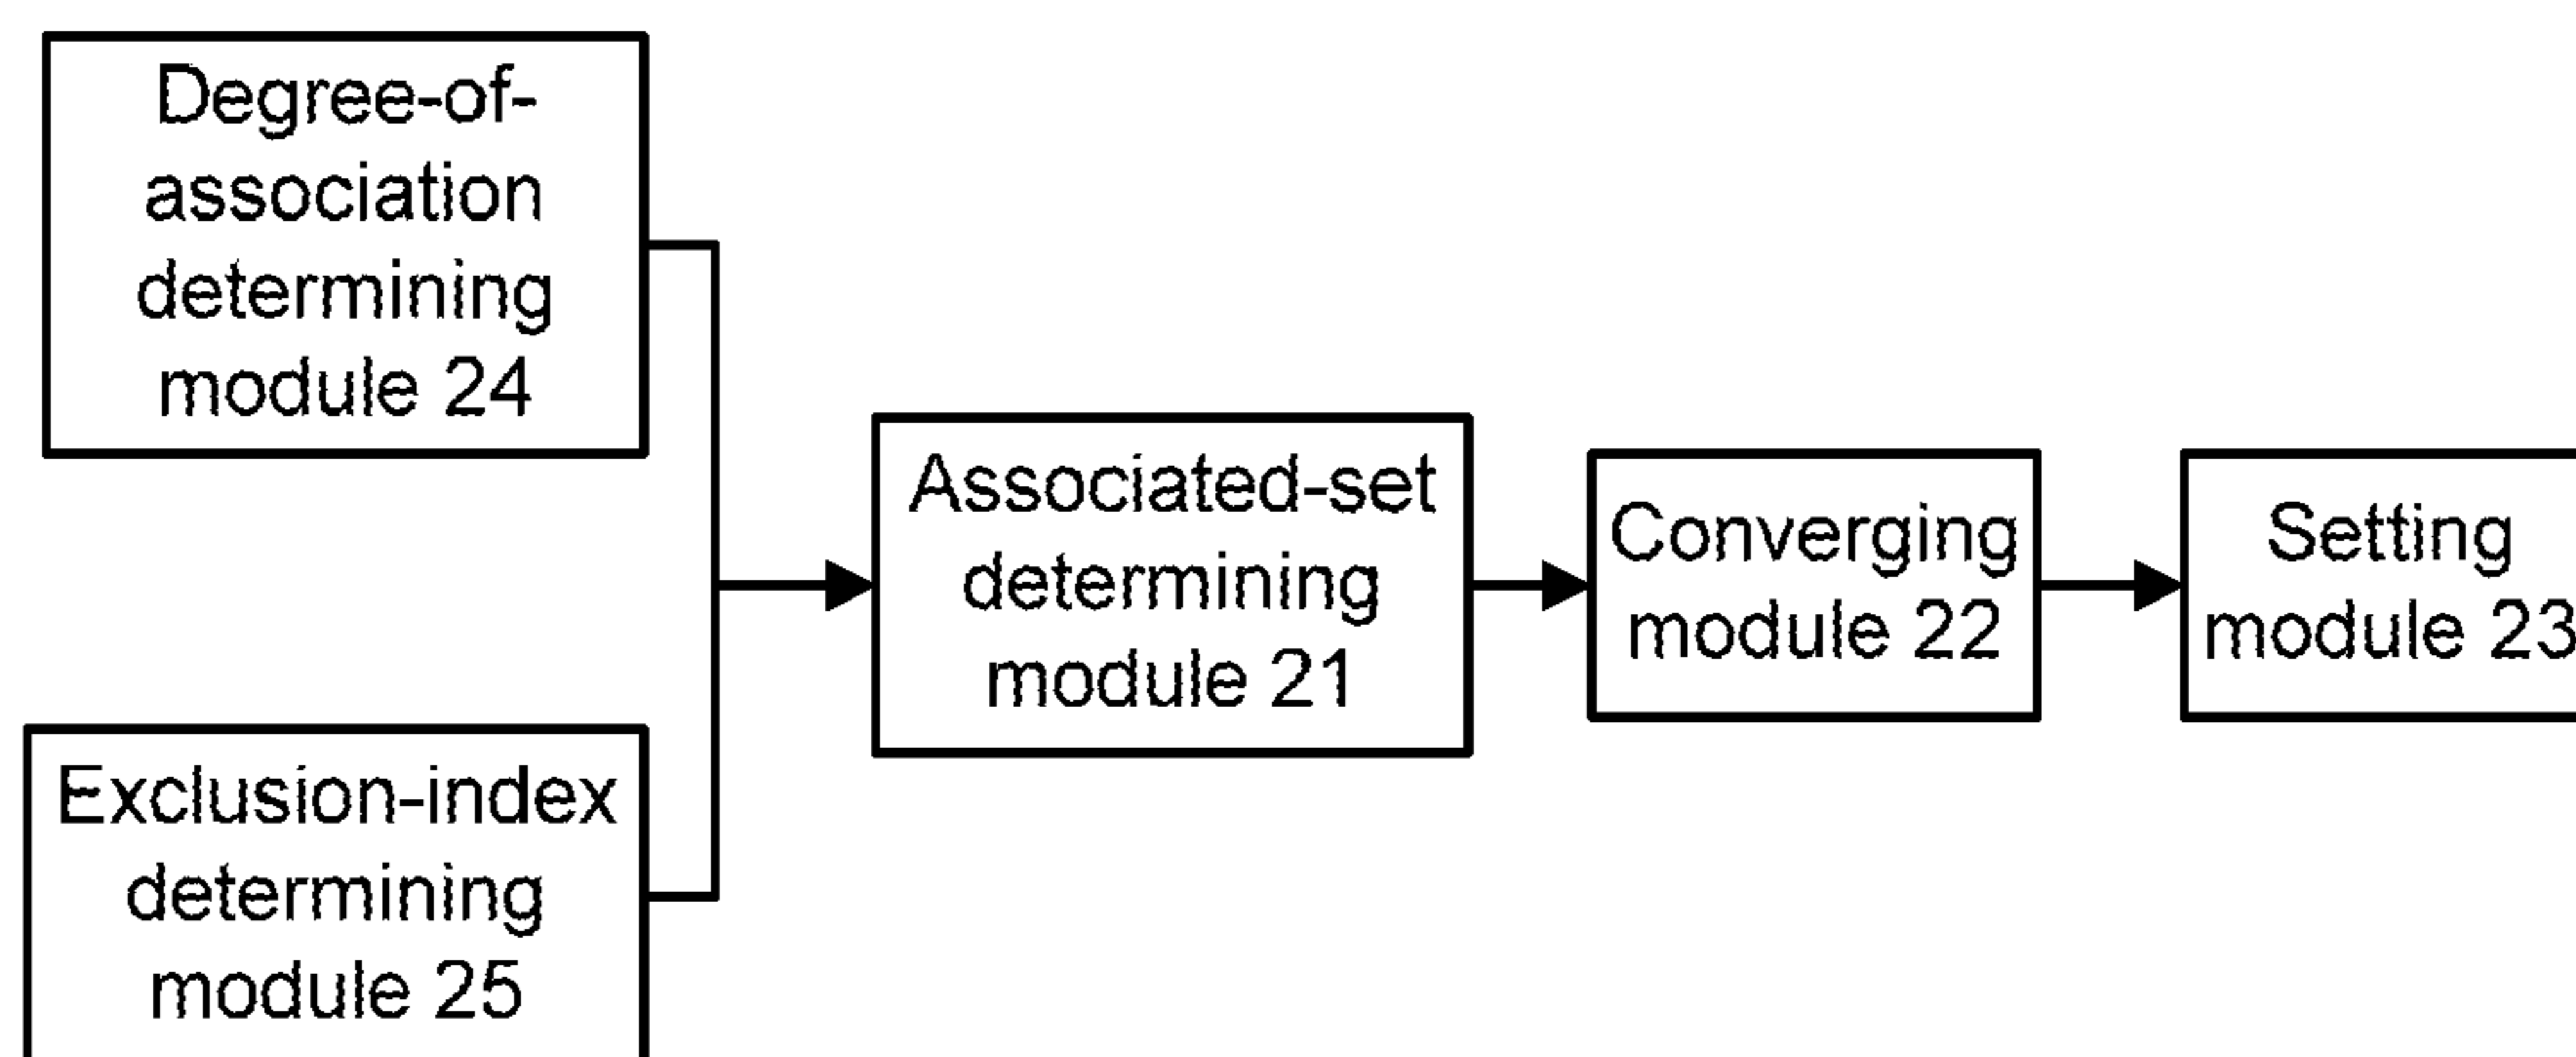 Degree-of-
association
determining
module 24
Associated-set
determining
module 21
Converging
module 22
Setting
module 23
Exclusion-index
determining
module 25